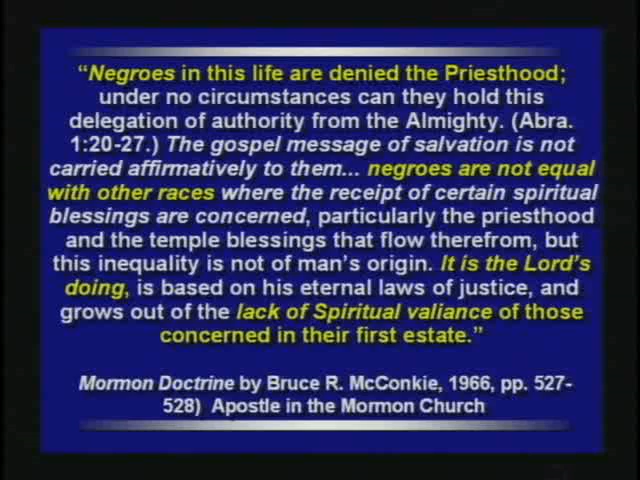 “Negroes in this life are denied the Priesthood;
under no circumstances can they hold this
delegation of authority from the Almighty. (Abra.
1:20-27.) The gospel message of salvation is not
carried affirmatively to them... negroes are not equal
with other races where the receipt of certain spiritual
blessings are concerned, particularly the priesthood
and the temple blessings that flow therefrom, but
this inequality is not of man’s origin. It is the Lord’s
doing, is based on his eternal laws of justice, and
grows out of the lack of Spiritual valiance of those
concerned in their first estate.”
Mormon Doctrine by Bruce R. McConkie, 1966, pp. 527-
528) Apostle in the Mormon Church